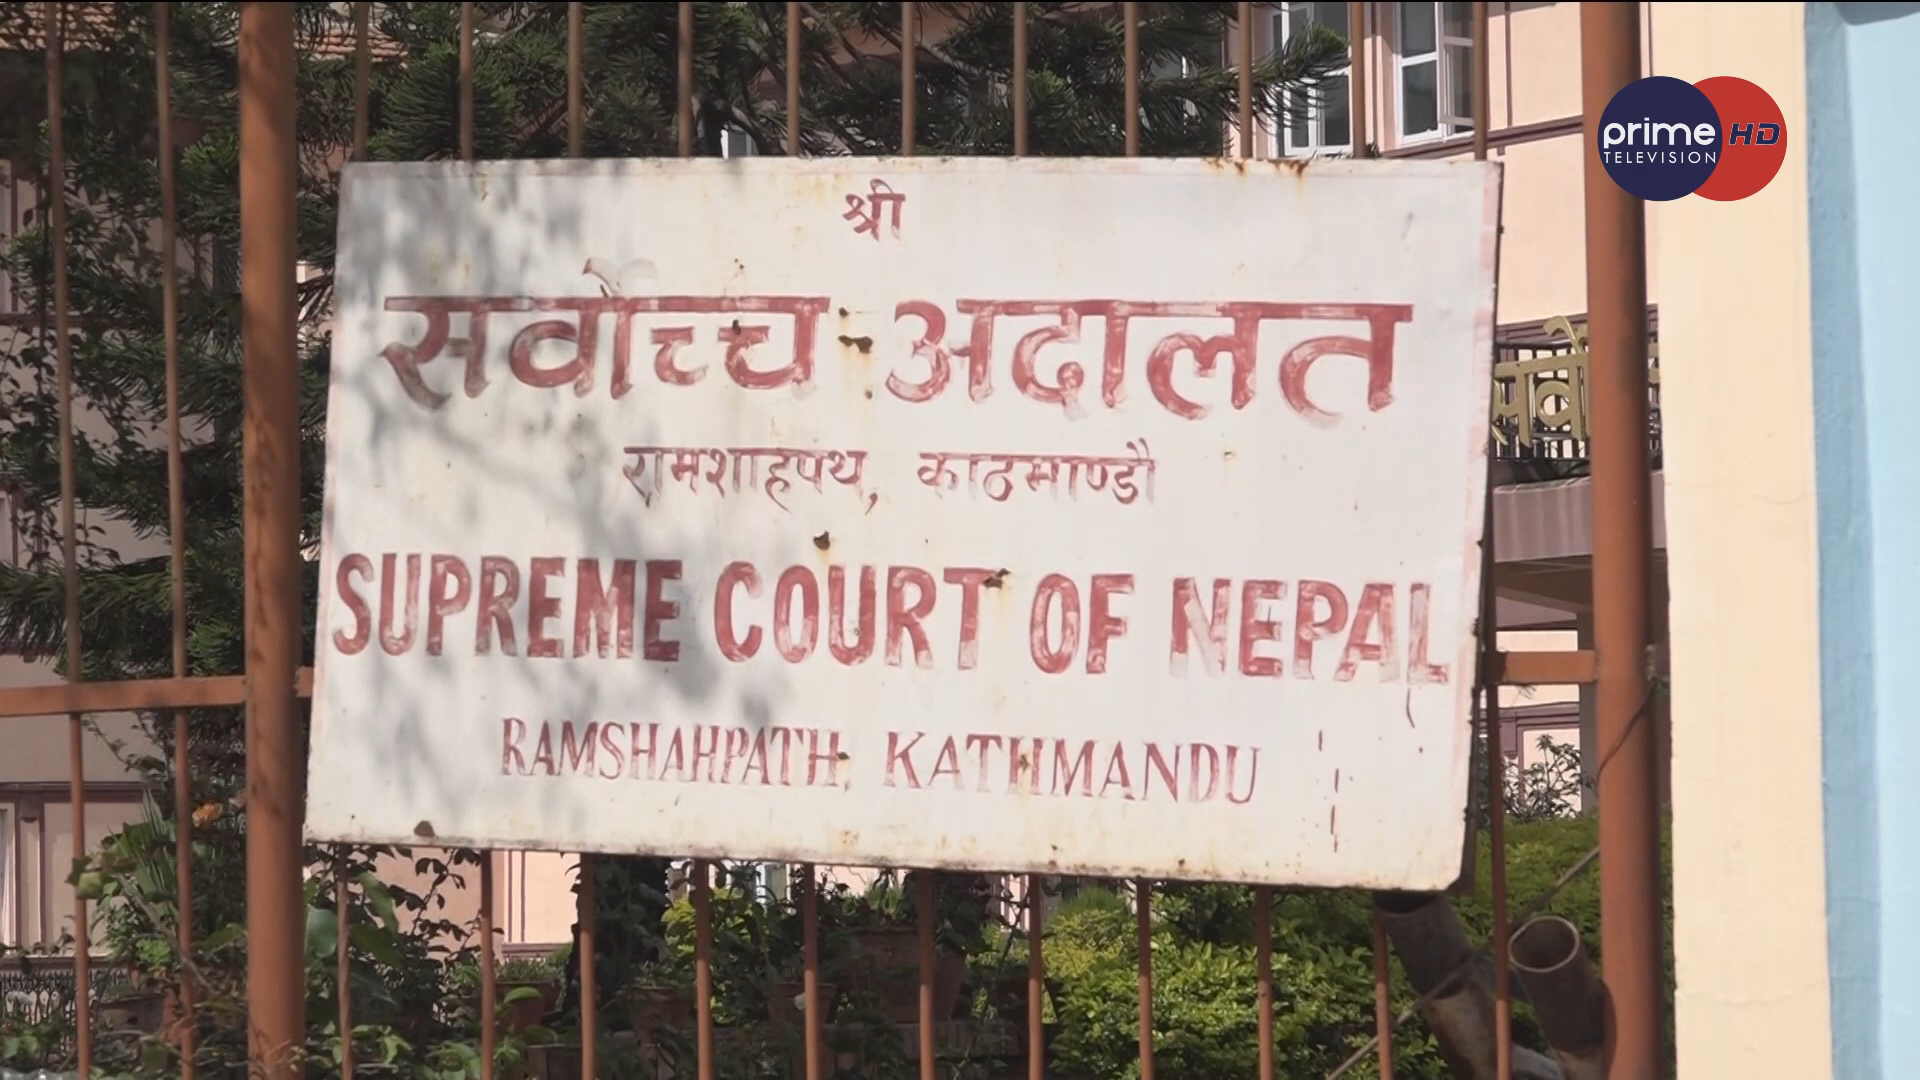 श्री
सर्वोच्च अदालत
रामशाहपथ, काठमाण्डौ
SUPREME COURT OF NEPAL
RAMSHAHPATH, KATHMANDU
prime HD
TELEVISION